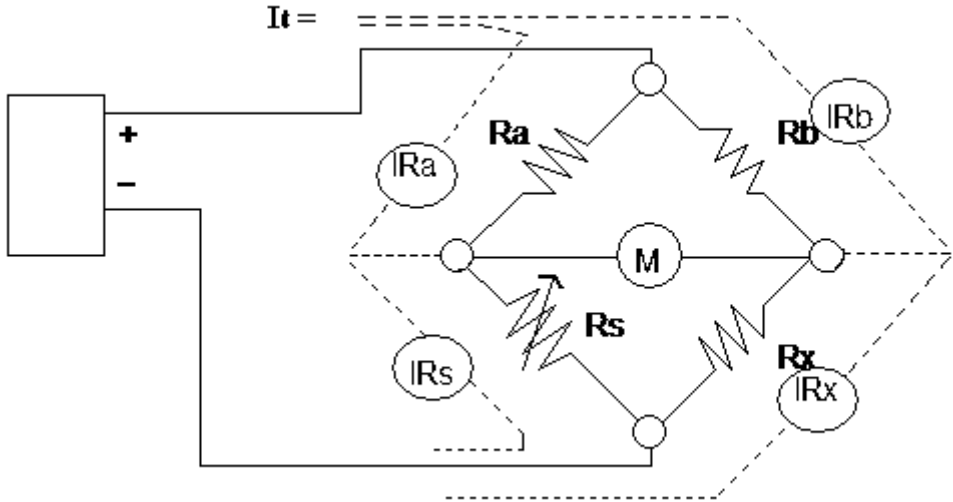 It =
+
−
Ra
Rb
IRb
IRa
M
Rs
Rx
IRs
IRx